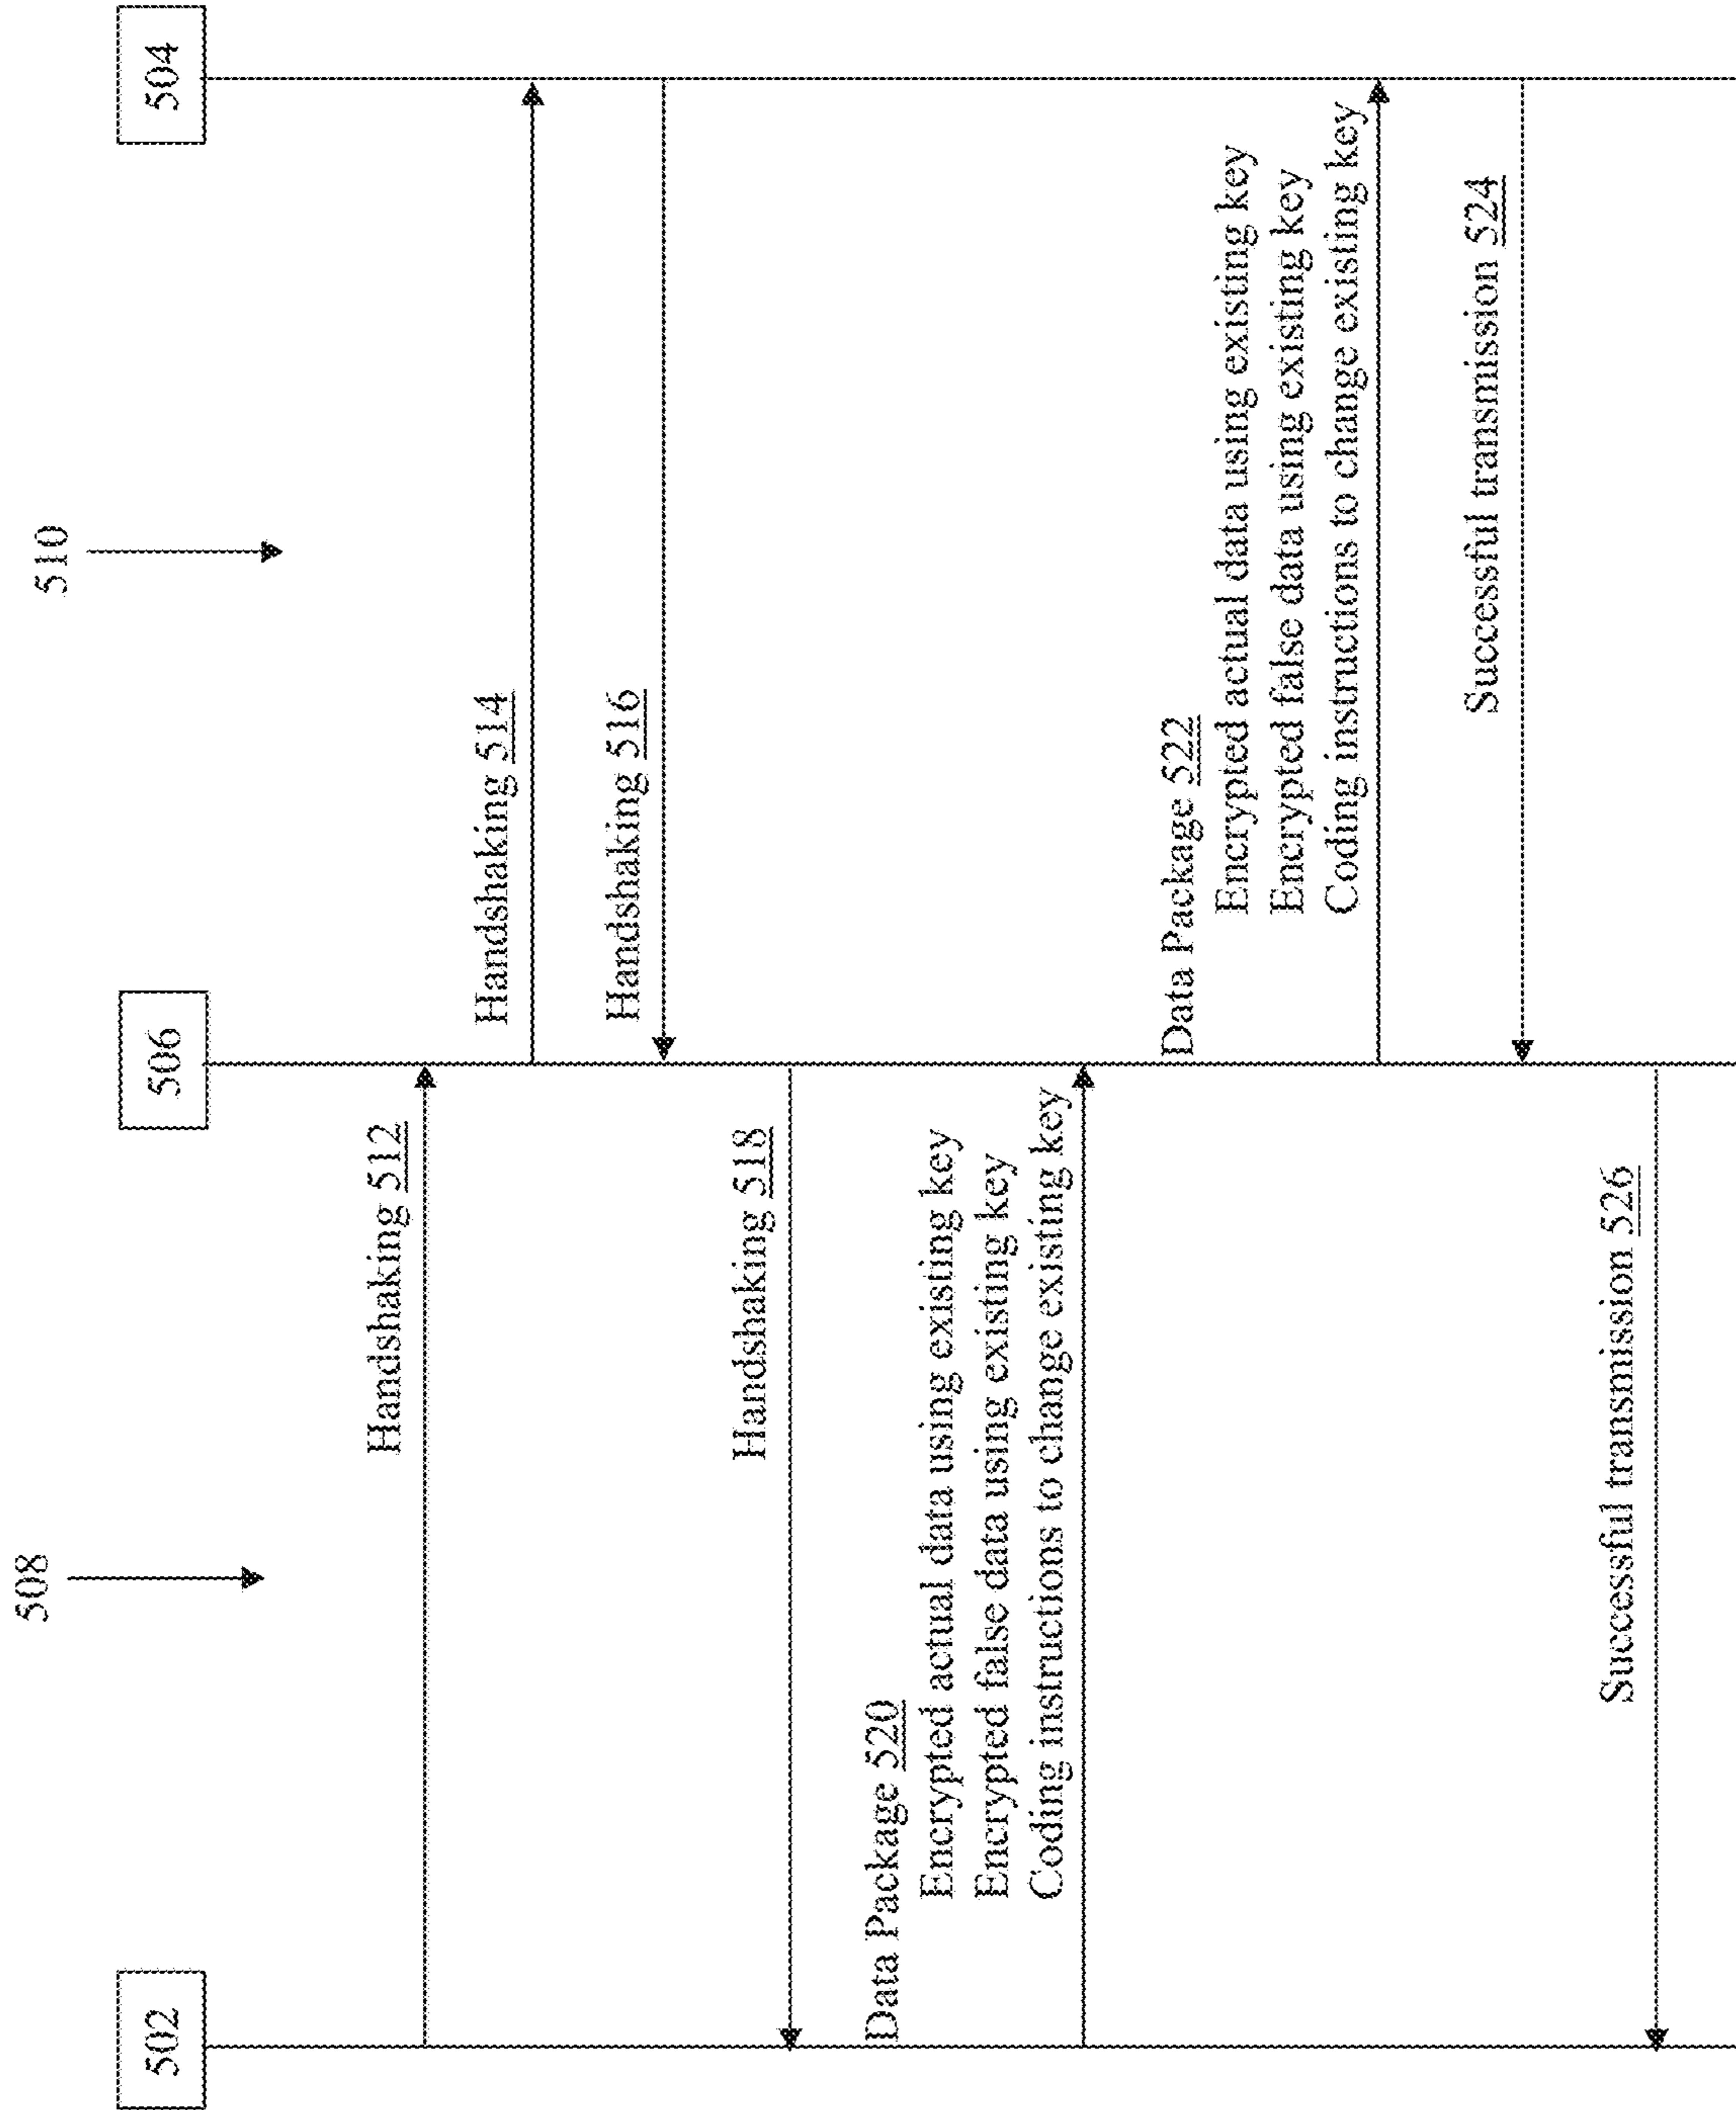 508
510
502
506
504
Handshaking 512
Handshaking 514
Handshaking 516
Handshaking 518
Data Package 520
Encrypted actual data using existing key
Encrypted false data using existing key
Coding instructions to change existing key
Data Package 522
Encrypted actual data using existing key
Encrypted false data using existing key
Coding instructions to change existing key
Successful transmission 524
Successful transmission 526